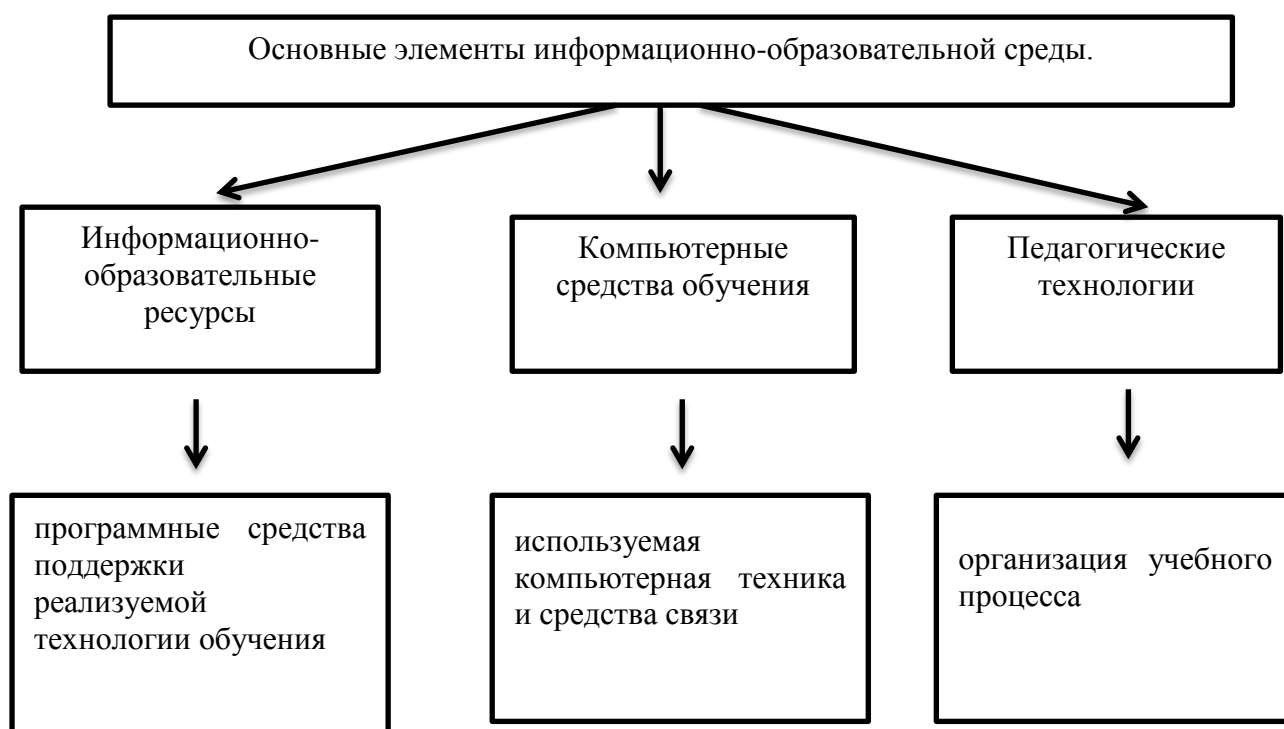 Основные элементы информационно-образовательной среды.
Информационно-
образовательные
ресурсы
Компьютерные
средства обучения
Педагогические
технологии
программные средства
поддержки
реализуемой
технологии обучения
используемая
компьютерная техника
и средства связи
организация учебного
процесса